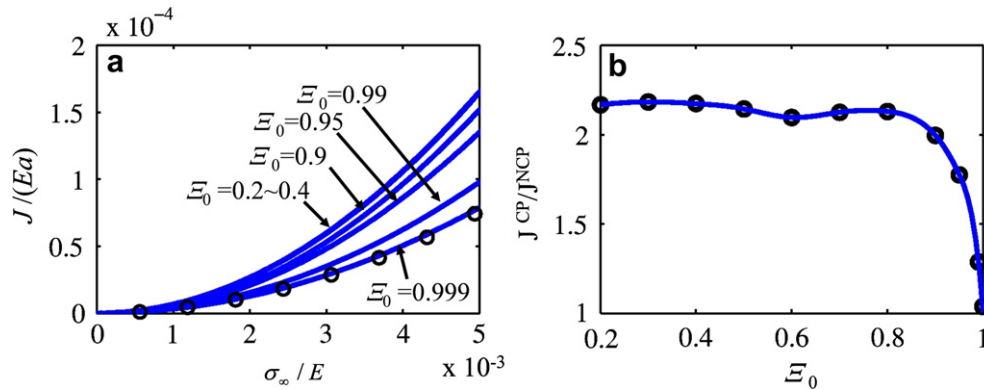 x 10⁻⁴
a
2
1.5
1
0.5
0
J /(Ea)
Ξ₀=0.99
Ξ₀=0.95
Ξ₀=0.9
Ξ₀=0.2~0.4
Ξ₀=0.999
0 1 2 3 4 5
x 10⁻³
σ∞ / E
b
2.5
2
1.5
1
J^CP/J^NCP
0.2 0.4 0.6 0.8 1
Ξ₀